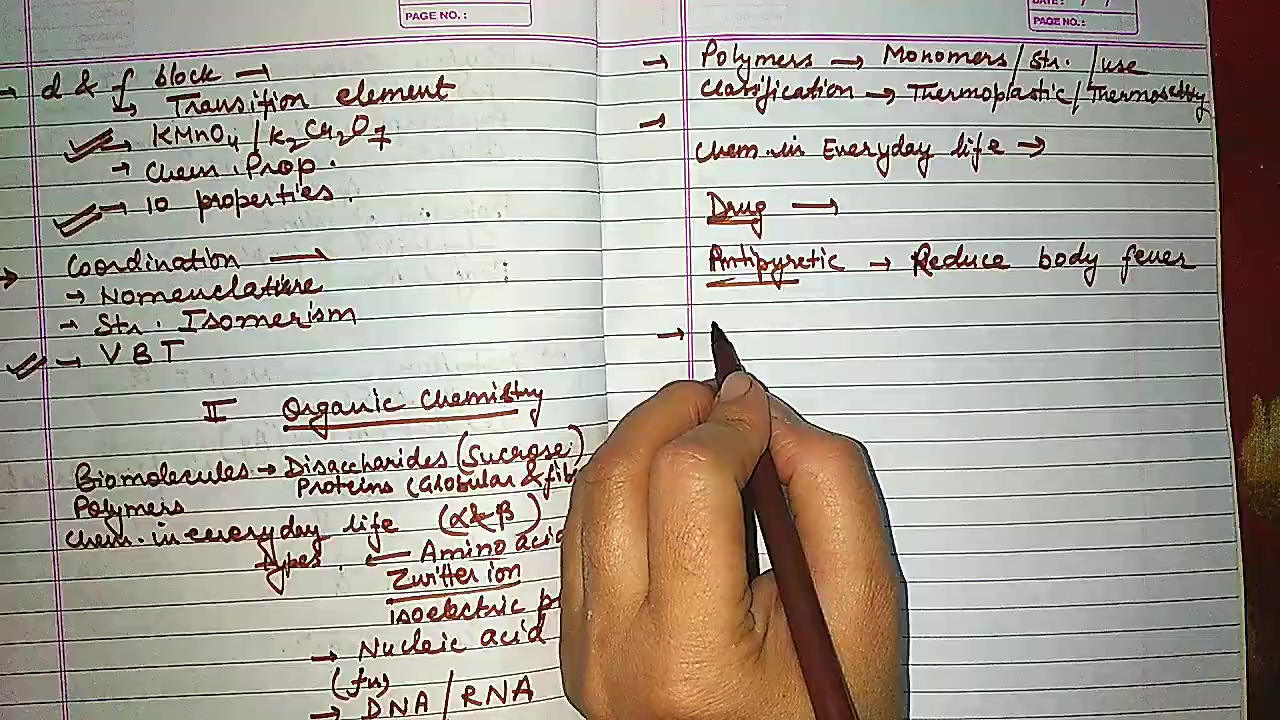 PAGE NO.:
→ d & f block →
→ Transition element
→ KMnO4 / K2Cr2O7
→ Chem. Prop.
→ 10 properties.
→ Coordination →
→ Nomenclature
→ Str. Isomerism
→ VBT
II Organic Chemistry
Biomolecules → Disaccharides (Sucrose)
Proteins (Globular & fib
Polymers
Chem. in everyday life (α & β)
types. ← Amino acid
Zwitter ion
isoelectric p
→ Nucleic acid
(fn)
→ DNA / RNA
DATE: / /
PAGE NO.:
→ Polymers → Monomers / Str. / use
Classification → Thermoplastic / Thermosetting
→
Chem. in Everyday life →
Drug →
Antipyretic → Reduce body fever
→